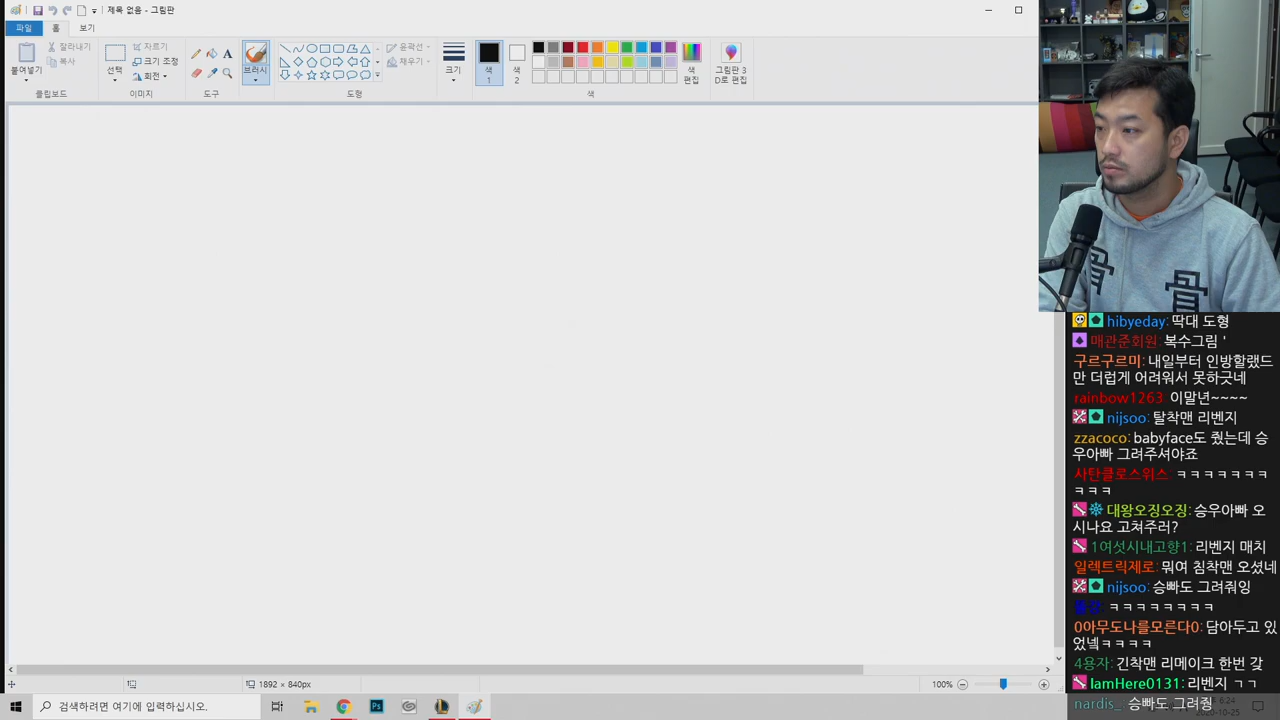 제목 없음 - 그림판
파일 홈 보기
붙여넣기
잘라내기
복사
클립보드
선택
자르기
크기 조정
회전
이미지
A
도구
브러시
윤곽선
채우기
도형
크기
색
1
색
2
색
편집
색
그림판 3
D로 편집
骨 骨
hibyeday: 딱대 도형
매관준회원: 복수그림 '
구르구르미: 내일부터 인방할랬드
만 더럽게 어려워서 못하긋네
rainbow1263: 이말년~~~~
nijsoo: 탈착맨 리벤지
zzacoco: babyface도 줬는데 승
우아빠 그려주셔야죠
사탄클로스위스: ㅋㅋㅋㅋㅋㅋㅋ
ㅋㅋㅋ
대왕오징오징: 승우아빠 오
시나요 고쳐주러?
1여섯시내고향1: 리벤지 매치
일렉트릭제로: 뭐여 침착맨 오셨네
nijsoo: 승빠도 그려줘잉
: ㅋㅋㅋㅋㅋㅋㅋㅋ
0아무도나를모른다0: 담아두고 있
었넼ㅋㅋㅋㅋ
4용자: 긴착맨 리메이크 한번 갖
IamHere0131: 리벤지 ㄱㄱ
nardis_: 승빠도 그려줭
1892 × 840px
100%
검색하려면 여기에 입력하십시오.
Ps
6:24
2020-10-25